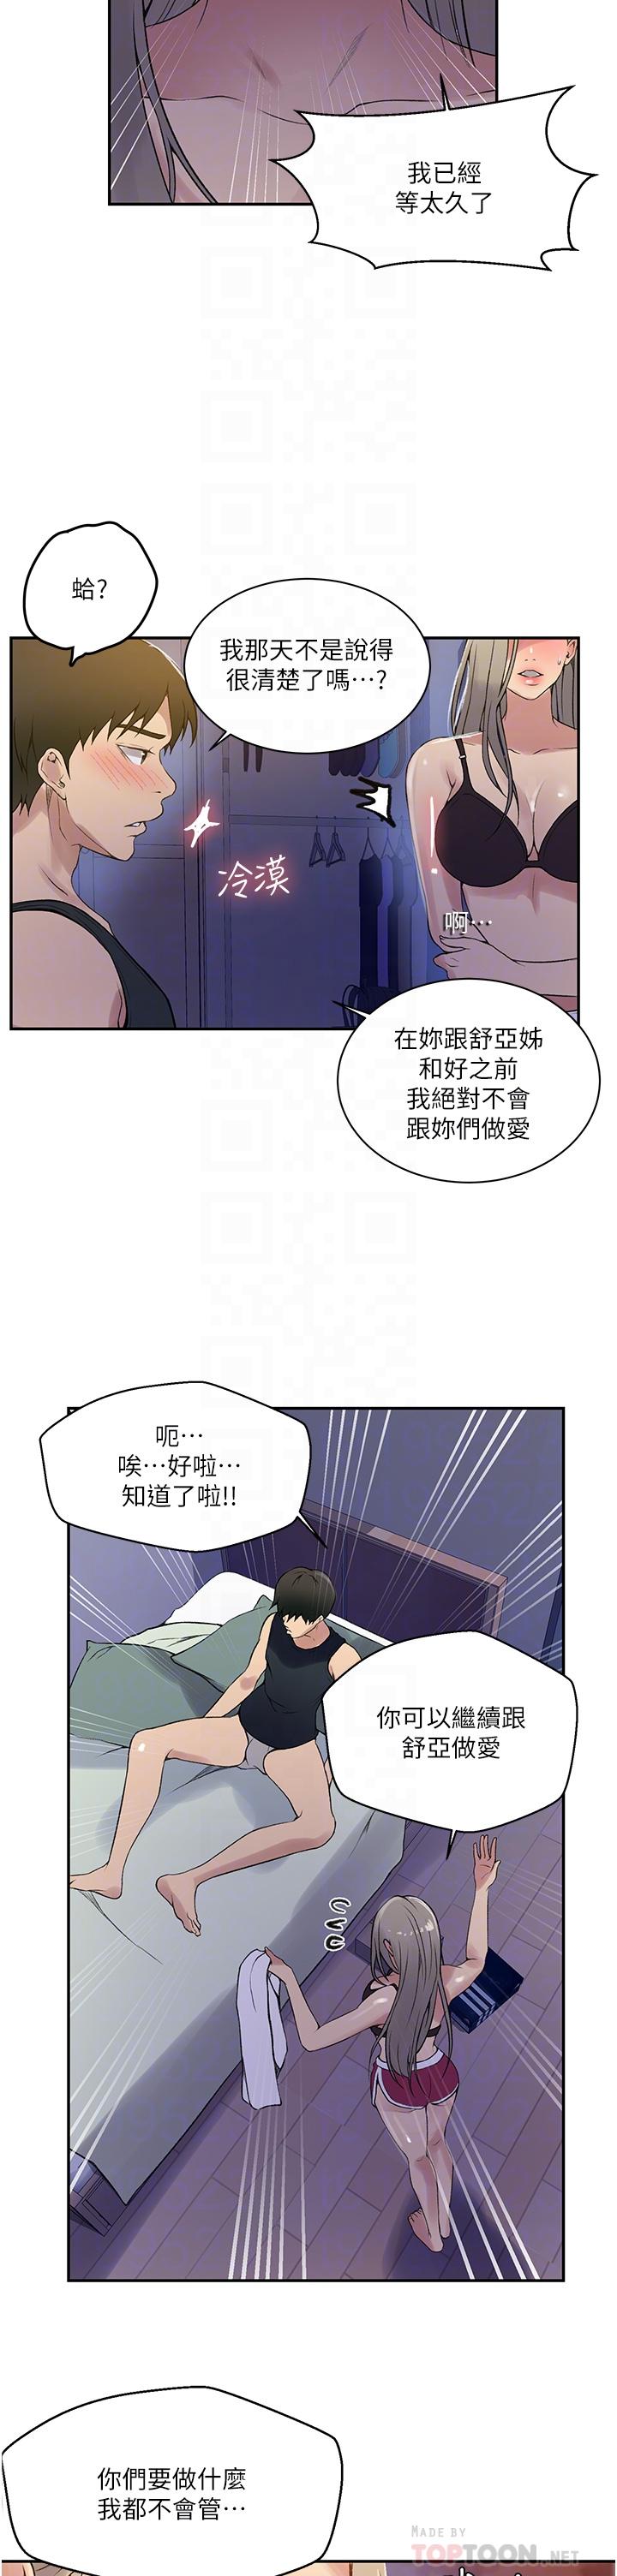 我已經
等太久了
蛤?
我那天不是說得
很清楚了嗎⋯?
冷漠
啊⋯
在妳跟舒亞姊
和好之前
我絕對不會
跟妳們做愛
呃⋯
唉⋯好啦⋯
知道了啦!!
你可以繼續跟
舒亞做愛
你們要做什麼
我都不會管⋯
MADE BY
TOPTOON.NET